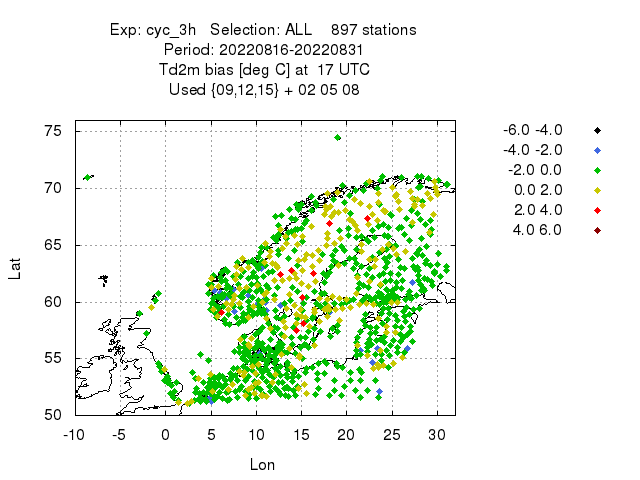 Exp: cyc_3h   Selection: ALL    897 stations
Period: 20220816-20220831
Td2m bias [deg C] at  17 UTC
Used {09,12,15} + 02 05 08
-6.0 -4.0
-4.0 -2.0
-2.0 0.0
0.0 2.0
2.0 4.0
4.0 6.0
75
70
65
60
55
50
Lat
-10 -5 0 5 10 15 20 25 30
Lon